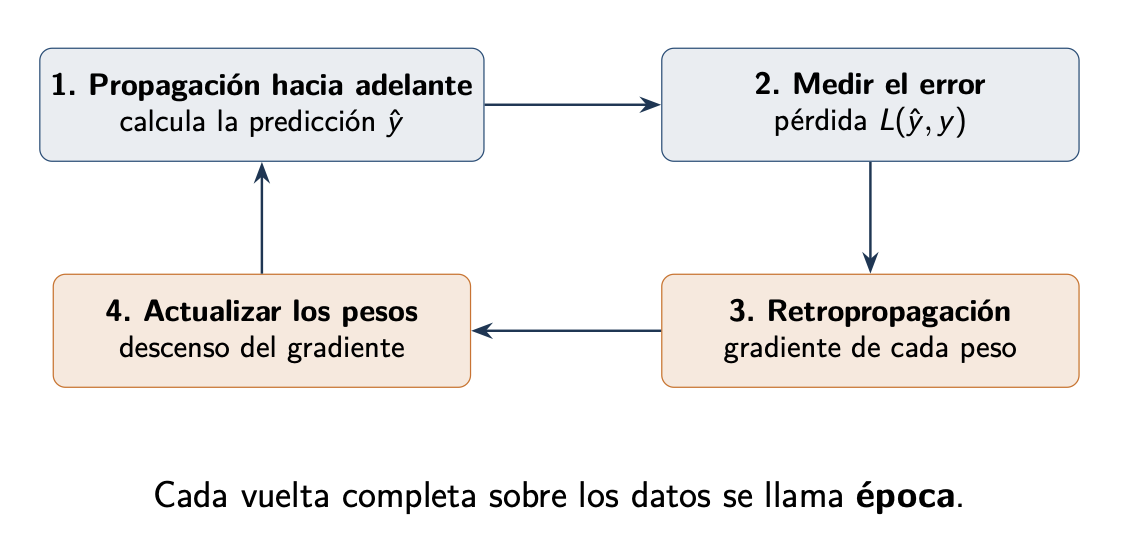 1. Propagación hacia adelante
calcula la predicción ŷ
2. Medir el error
pérdida L(ŷ, y)
4. Actualizar los pesos
descenso del gradiente
3. Retropropagación
gradiente de cada peso
Cada vuelta completa sobre los datos se llama época.